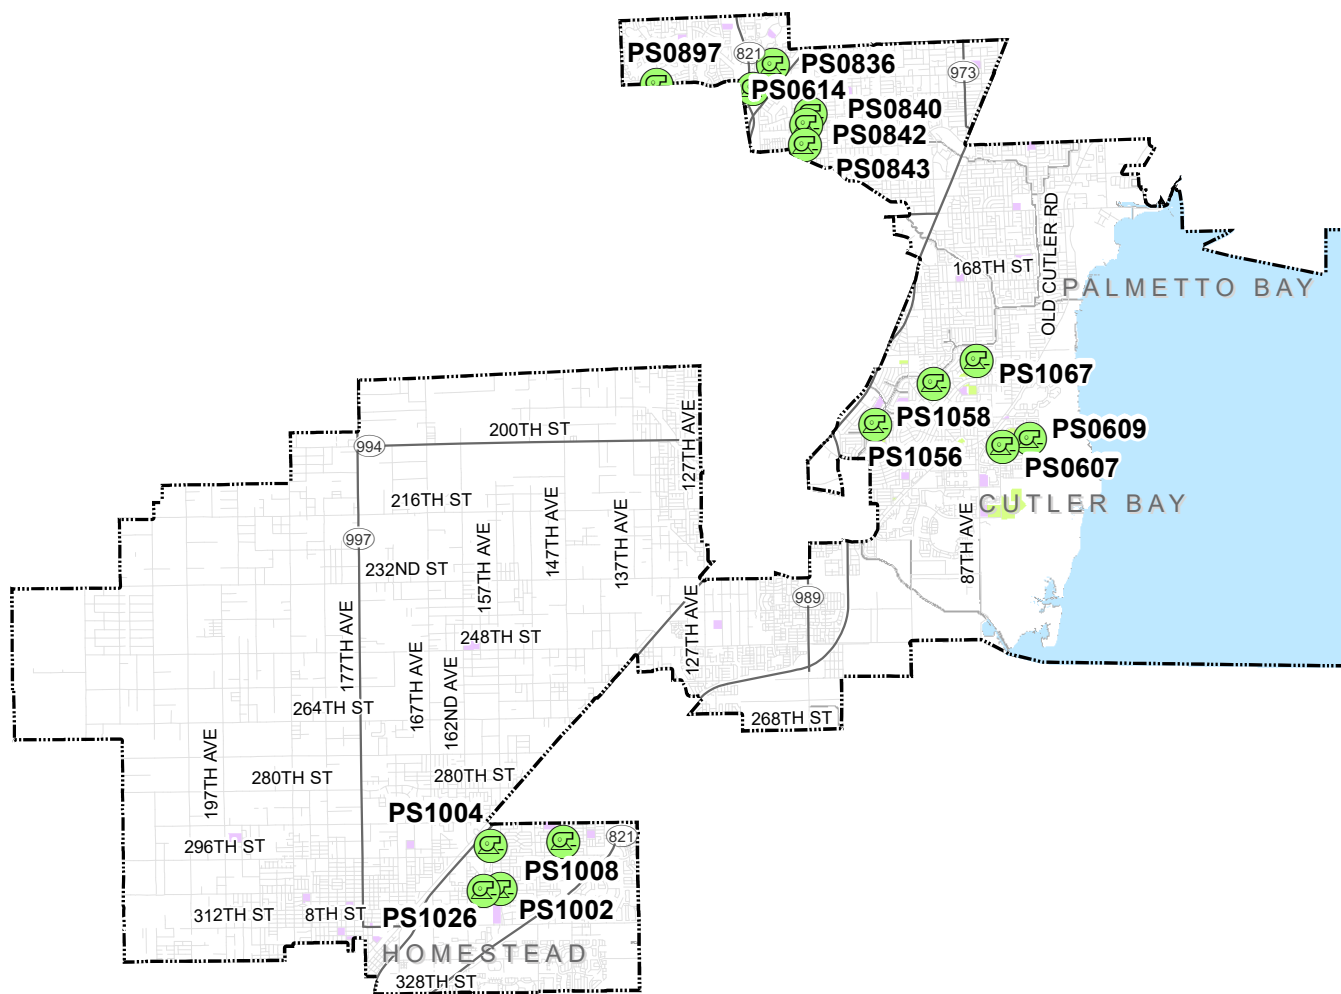 PS0897
821
PS0836
973
PS0614
PS0840
PS0842
PS0843
OLD CUTLER RD
168TH ST
PALMETTO BAY
PS1067
PS1058
PS0609
PS1056
PS0607
CUTLER BAY
87TH AVE
994
200TH ST
127TH AVE
216TH ST
147TH AVE
137TH AVE
157TH AVE
997
232ND ST
989
127TH AVE
177TH AVE
248TH ST
167TH AVE
162ND AVE
264TH ST
268TH ST
197TH AVE
280TH ST
280TH ST
PS1004
821
296TH ST
PS1008
312TH ST
8TH ST
PS1026
PS1002
HOMESTEAD
328TH ST